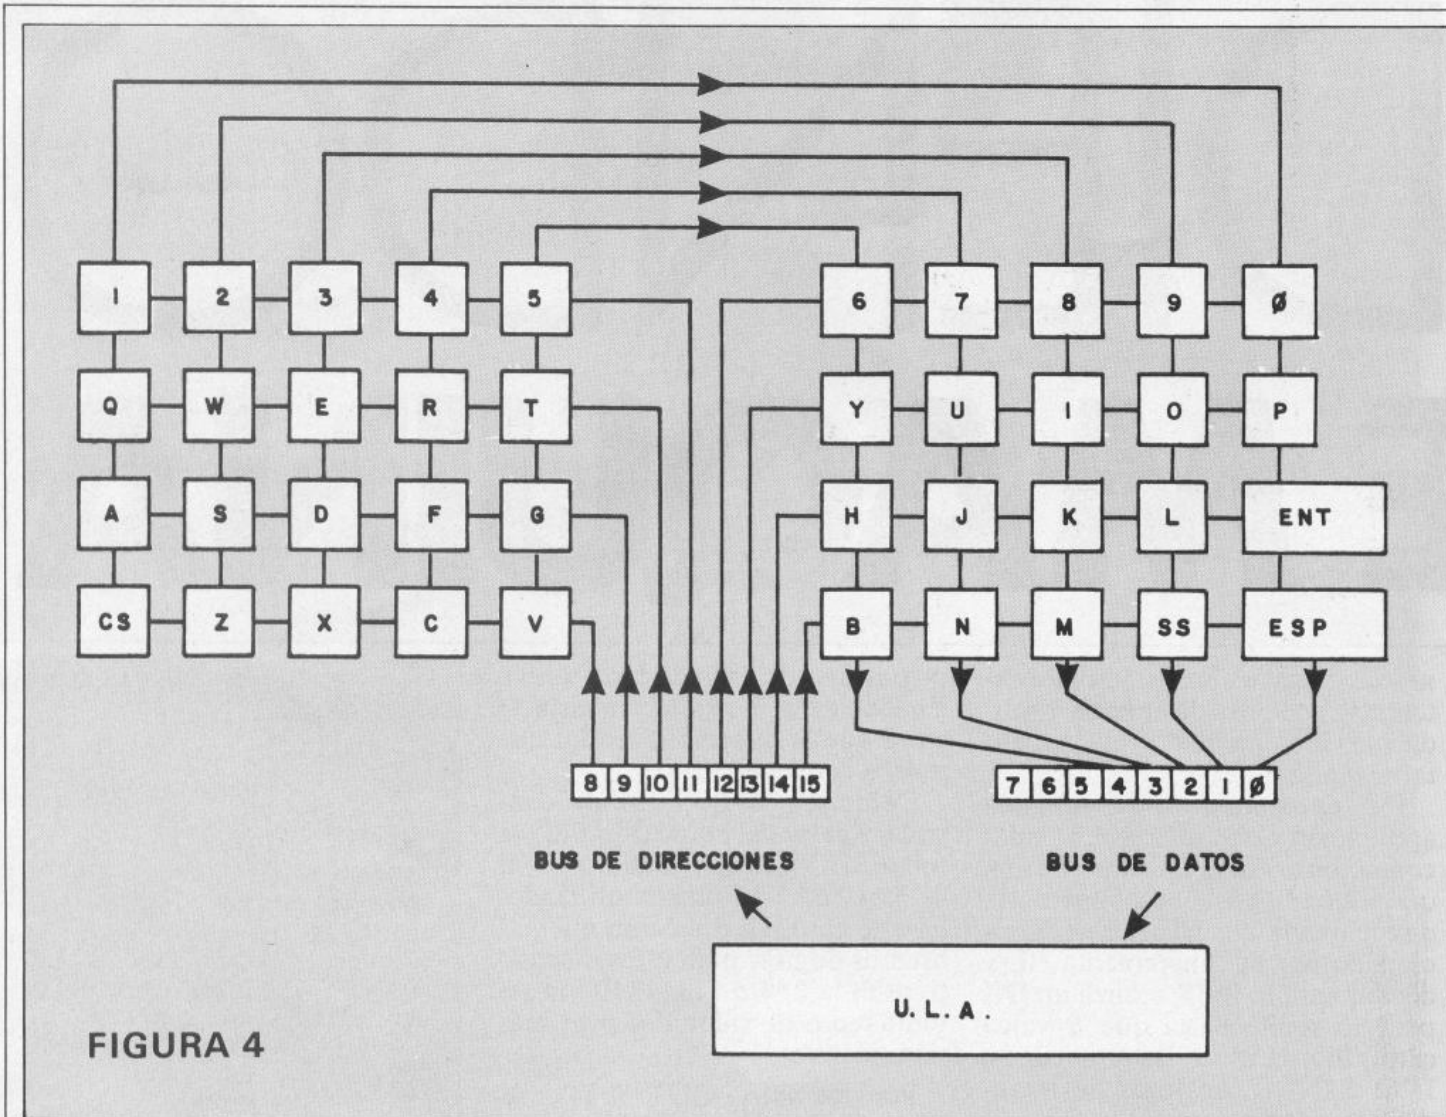 1 2 3 4 5 6 7 8 9 Ø
Q W E R T Y U I O P
A S D F G H J K L ENT
CS Z X C V B N M SS ESP
8 9 10 11 12 13 14 15 7 6 5 4 3 2 1 Ø
BUS DE DIRECCIONES BUS DE DATOS
U.L.A.
FIGURA 4